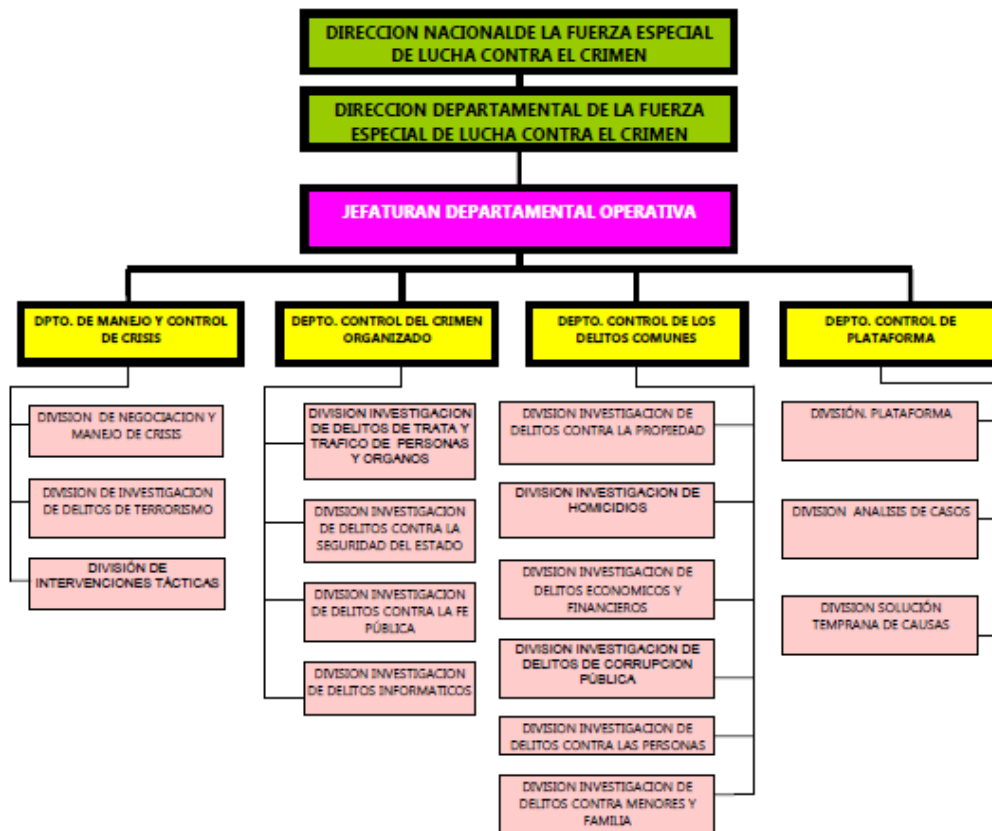 DIRECCION NACIONALDE LA FUERZA ESPECIAL
DE LUCHA CONTRA EL CRIMEN
DIRECCION DEPARTAMENTAL DE LA FUERZA
ESPECIAL DE LUCHA CONTRA EL CRIMEN
JEFATURAN DEPARTAMENTAL OPERATIVA
DPTO. DE MANEJO Y CONTROL
DE CRISIS
DIVISION DE NEGOCIACION Y
MANEJO DE CRISIS
DIVISION DE INVESTIGACION
DE DELITOS DE TERRORISMO
DIVISIÓN DE
INTERVENCIONES TÁCTICAS
DEPTO. CONTROL DEL CRIMEN
ORGANIZADO
DIVISION INVESTIGACION
DE DELITOS DE TRATA Y
TRAFICO DE PERSONAS
Y ORGANOS
DIVISION INVESTIGACION
DE DELITOS CONTRA LA
SEGURIDAD DEL ESTADO
DIVISION INVESTIGACION
DE DELITOS CONTRA LA FE
PÚBLICA
DIVISION INVESTIGACION
DE DELITOS INFORMATICOS
DEPTO. CONTROL DE LOS
DELITOS COMUNES
DIVISION INVESTIGACION DE
DELITOS CONTRA LA PROPIEDAD
DIVISION INVESTIGACION DE
HOMICIDIOS
DIVISION INVESTIGACION DE
DELITOS ECONOMICOS Y
FINANCIEROS
DIVISION INVESTIGACION DE
DELITOS DE CORRUPCION
PÙBLICA
DIVISION INVESTIGACION DE
DELITOS CONTRA LAS PERSONAS
DIVISION INVESTIGACION DE
DELITOS CONTRA MENORES Y
FAMILIA
DEPTO. CONTROL DE
PLATAFORMA
DIVISIÓN. PLATAFORMA
DIVISION ANALISIS DE CASOS
DIVISION SOLUCIÓN
TEMPRANA DE CAUSAS